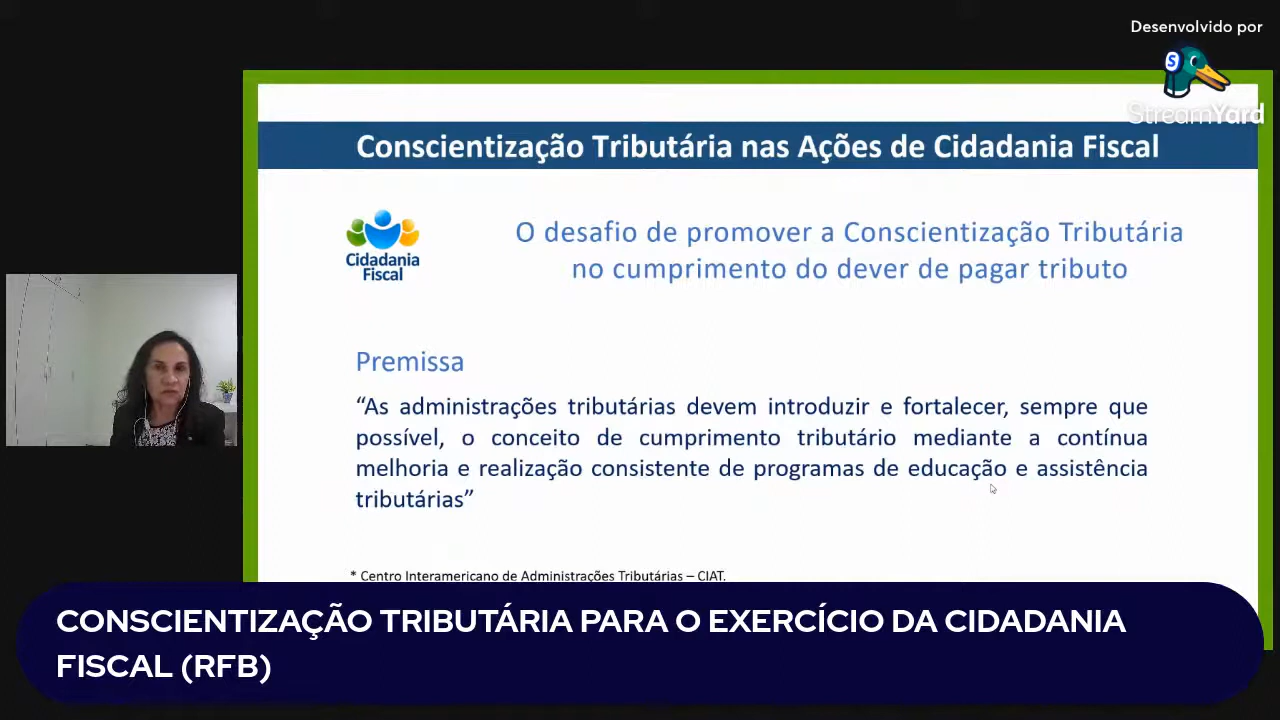 Desenvolvido por
S
StreamYard
Conscientização Tributária nas Ações de Cidadania Fiscal
Cidadania
Fiscal
O desafio de promover a Conscientização Tributária
no cumprimento do dever de pagar tributo
Premissa
“As administrações tributárias devem introduzir e fortalecer, sempre que
possível, o conceito de cumprimento tributário mediante a contínua
melhoria e realização consistente de programas de educação e assistência
tributárias”
* Centro Interamericano de Administrações Tributárias – CIAT.
CONSCIENTIZAÇÃO TRIBUTÁRIA PARA O EXERCÍCIO DA CIDADANIA
FISCAL (RFB)